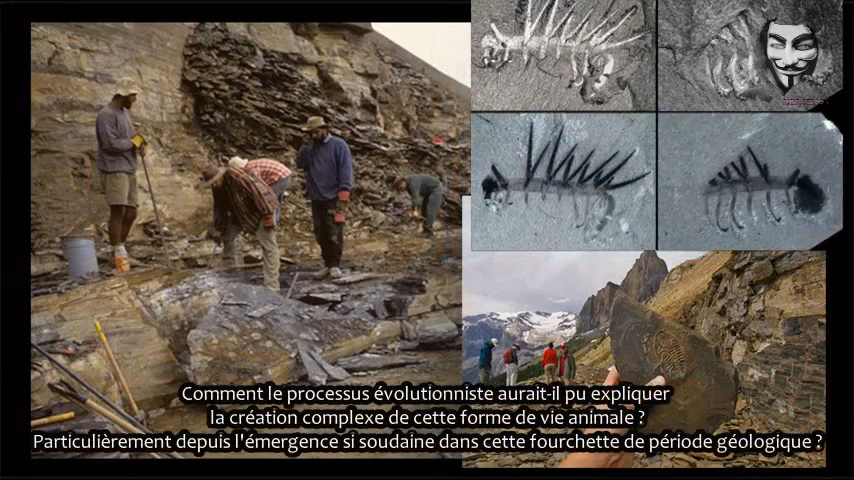 Comment le processus évolutionniste aurait-il pu expliquer
la création complexe de cette forme de vie animale ?
Particulièrement depuis l'émergence si soudaine dans cette fourchette de période géologique ?